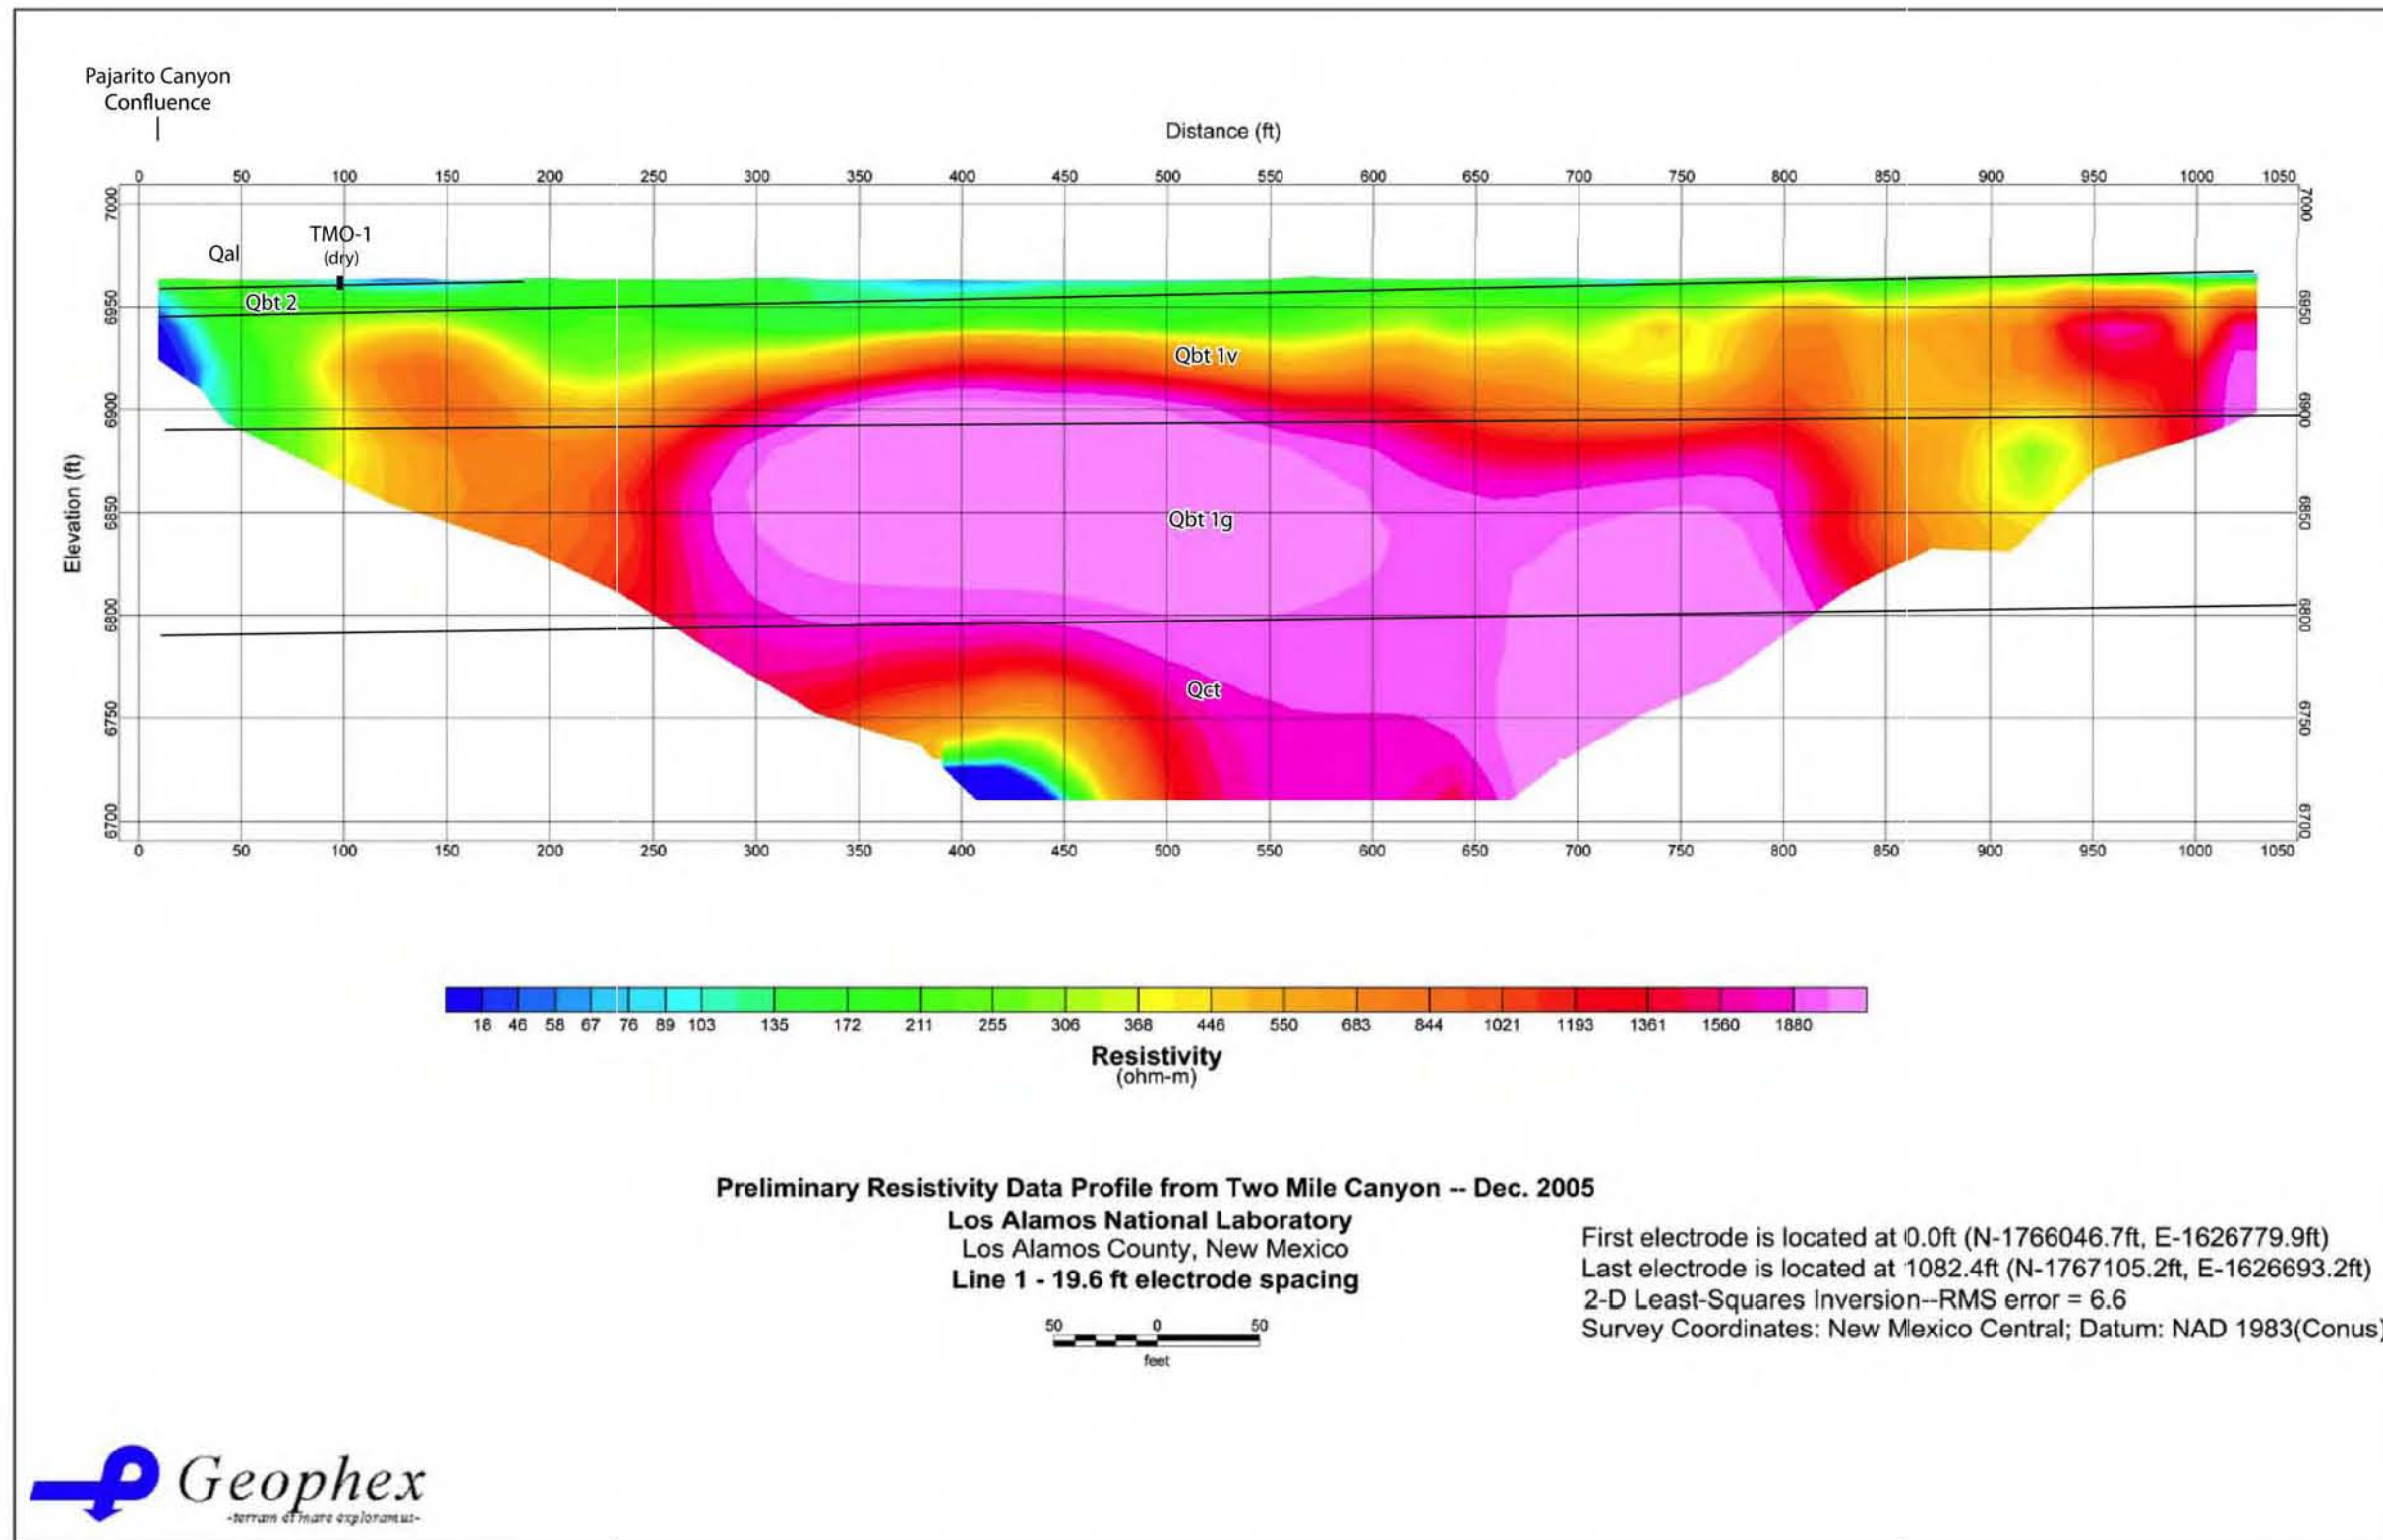 Pajarito Canyon
Confluence
Distance (ft)
0 50 100 150 200 250 300 350 400 450 500 550 600 650 700 750 800 850 900 950 1000 1050
7000 7000
TMO-1
Qal
(dry)
Qbt 2
6950 6950
Qbt 1v
6900 6900
Elevation (ft)
Qbt 1g
6850 6850
6800 6800
Qct
6750 6750
6700 6700
0 50 100 150 200 250 300 350 400 450 500 550 600 650 700 750 800 850 900 950 1000 1050
16 46 58 67 76 89 103 135 172 211 255 306 368 446 550 683 844 1021 1193 1361 1560 1880
Resistivity
(ohm-m)
Preliminary Resistivity Data Profile from Two Mile Canyon -- Dec. 2005
Los Alamos National Laboratory
Los Alamos County, New Mexico
Line 1 - 19.6 ft electrode spacing
50 0 50
feet
First electrode is located at 0.0ft (N-1766046.7ft, E-1626779.9ft)
Last electrode is located at 1082.4ft (N-1767105.2ft, E-1626693.2ft)
2-D Least-Squares Inversion--RMS error = 6.6
Survey Coordinates: New Mexico Central; Datum: NAD 1983(Conus)
Geophex
-terram et mare exploramus-